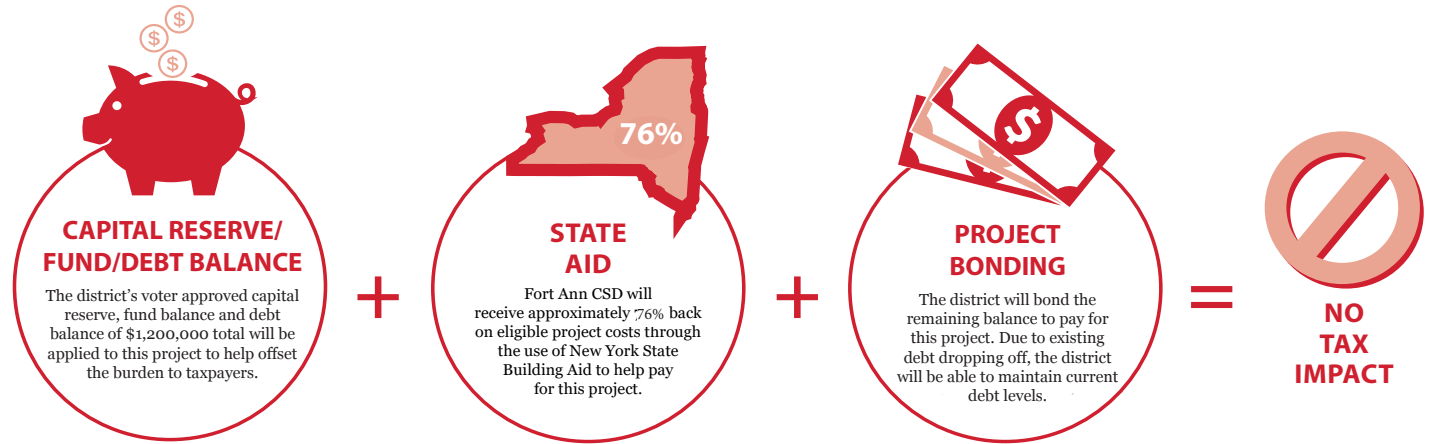 $
$
$
CAPITAL RESERVE/
FUND/DEBT BALANCE
The district’s voter approved capital
reserve, fund balance and debt
balance of $1,200,000 total will be
applied to this project to help offset
the burden to taxpayers.
+
76%
STATE
AID
Fort Ann CSD will
receive approximately 76% back
on eligible project costs through
the use of New York State
Building Aid to help pay
for this project.
+
$
PROJECT
BONDING
The district will bond the
remaining balance to pay for
this project. Due to existing
debt dropping off, the district
will be able to maintain current
debt levels.
=
NO
TAX
IMPACT